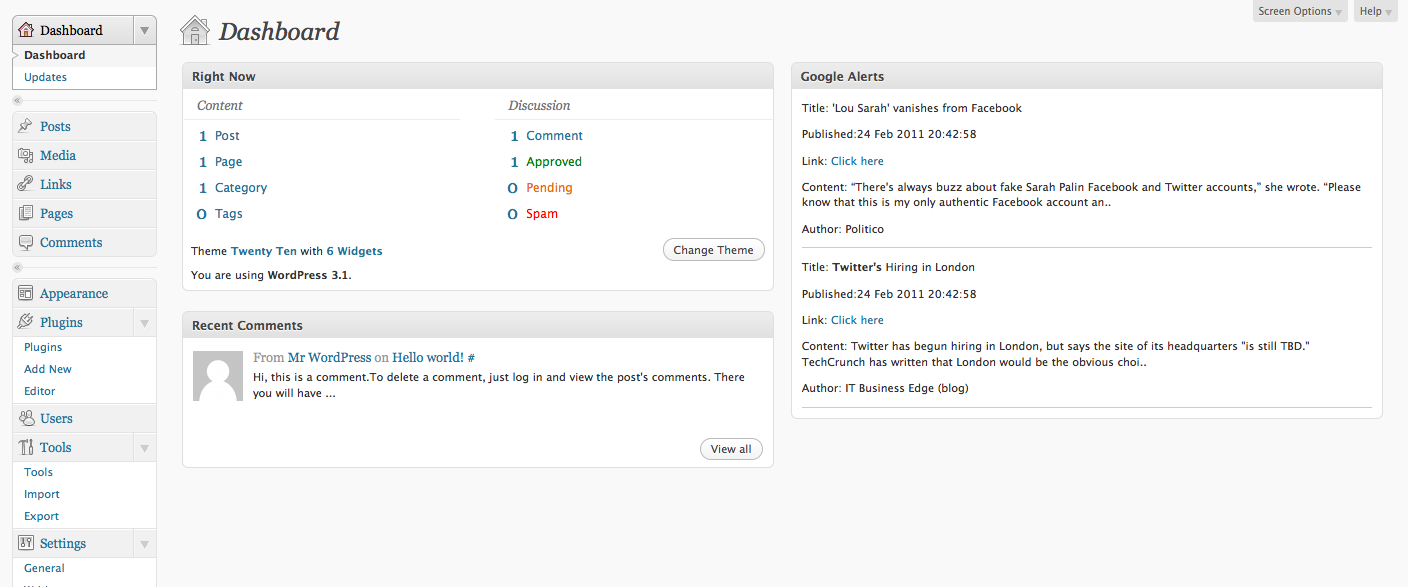 Screen Options
Help
Dashboard
Dashboard
Updates
Posts
Media
Links
Pages
Comments
Appearance
Plugins
Plugins
Add New
Editor
Users
Tools
Tools
Import
Export
Settings
General
Dashboard
Right Now
Content
1 Post
1 Page
1 Category
0 Tags
Discussion
1 Comment
1 Approved
0 Pending
0 Spam
Theme Twenty Ten with 6 Widgets
Change Theme
You are using WordPress 3.1.
Recent Comments
From Mr WordPress on Hello world! #
Hi, this is a comment.To delete a comment, just log in and view the post's comments. There
you will have ...
View all
Google Alerts
Title: 'Lou Sarah' vanishes from Facebook
Published:24 Feb 2011 20:42:58
Link: Click here
Content: “There's always buzz about fake Sarah Palin Facebook and Twitter accounts,” she wrote. “Please
know that this is my only authentic Facebook account an..
Author: Politico
Title: Twitter's Hiring in London
Published:24 Feb 2011 20:42:58
Link: Click here
Content: Twitter has begun hiring in London, but says the site of its headquarters "is still TBD."
TechCrunch has written that London would be the obvious choi..
Author: IT Business Edge (blog)